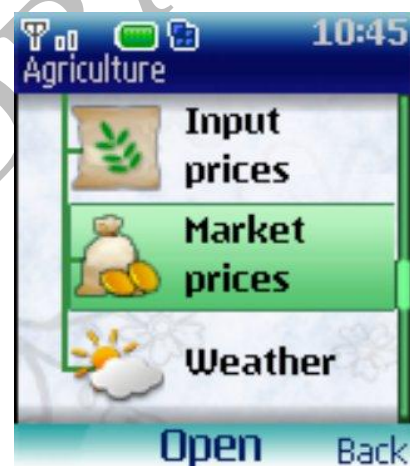 10:45
Agriculture
Input
prices
Market
prices
Weather
Open Back